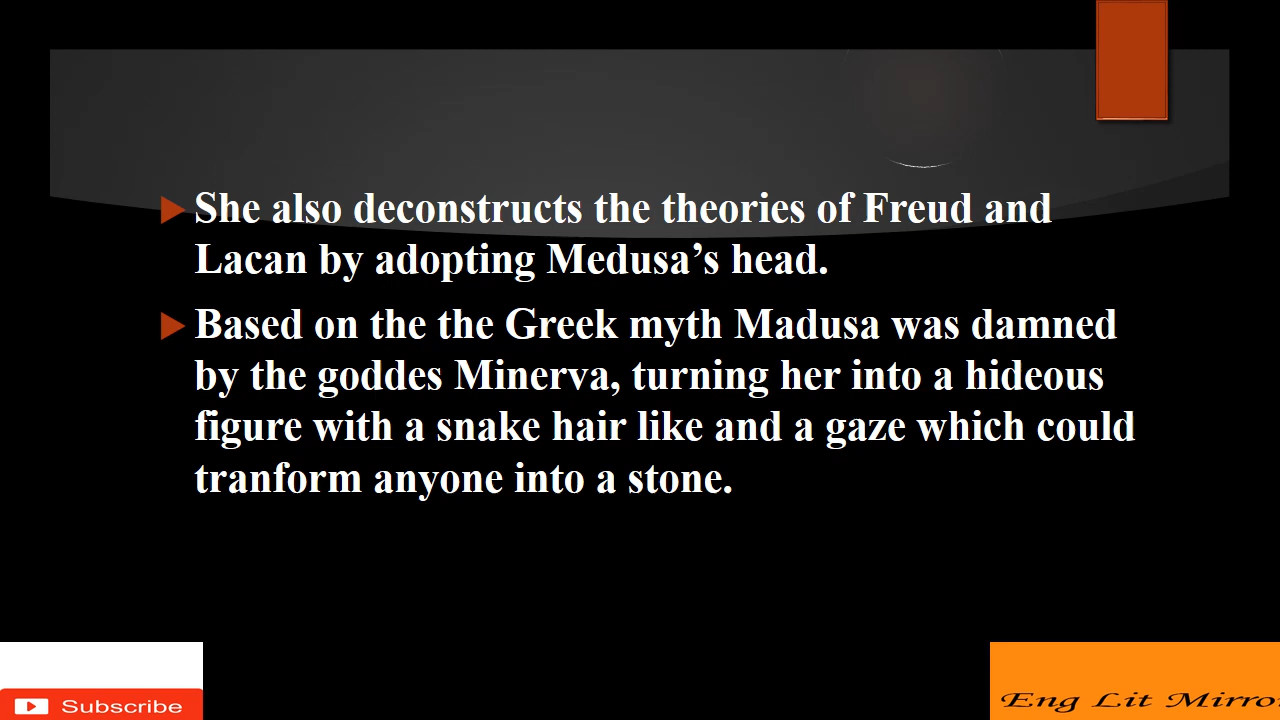 She also deconstructs the theories of Freud and
Lacan by adopting Medusa’s head.
Based on the the Greek myth Madusa was damned
by the goddes Minerva, turning her into a hideous
figure with a snake hair like and a gaze which could
tranform anyone into a stone.
Subscribe
Eng Lit Mirro